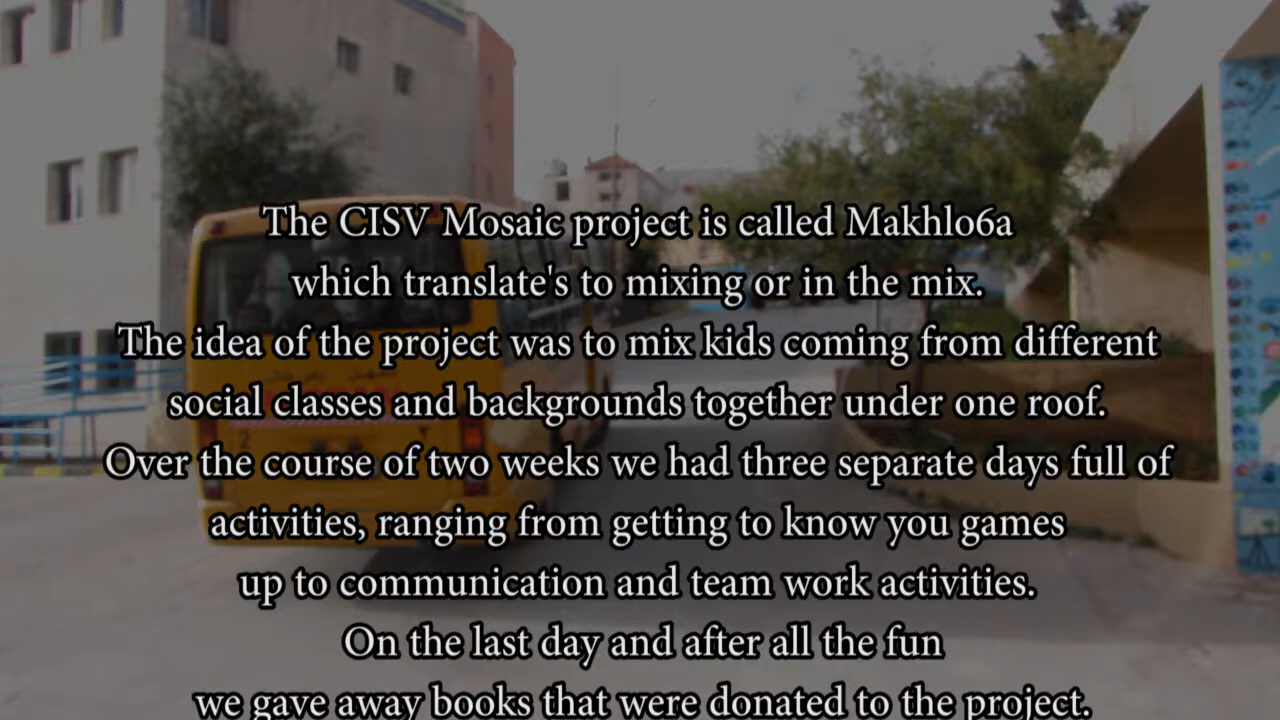 The CISV Mosaic project is called Makhlo6a
which translate's to mixing or in the mix.
The idea of the project was to mix kids coming from different
social classes and backgrounds together under one roof.
Over the course of two weeks we had three separate days full of
activities, ranging from getting to know you games
up to communication and team work activities.
On the last day and after all the fun
we gave away books that were donated to the project.